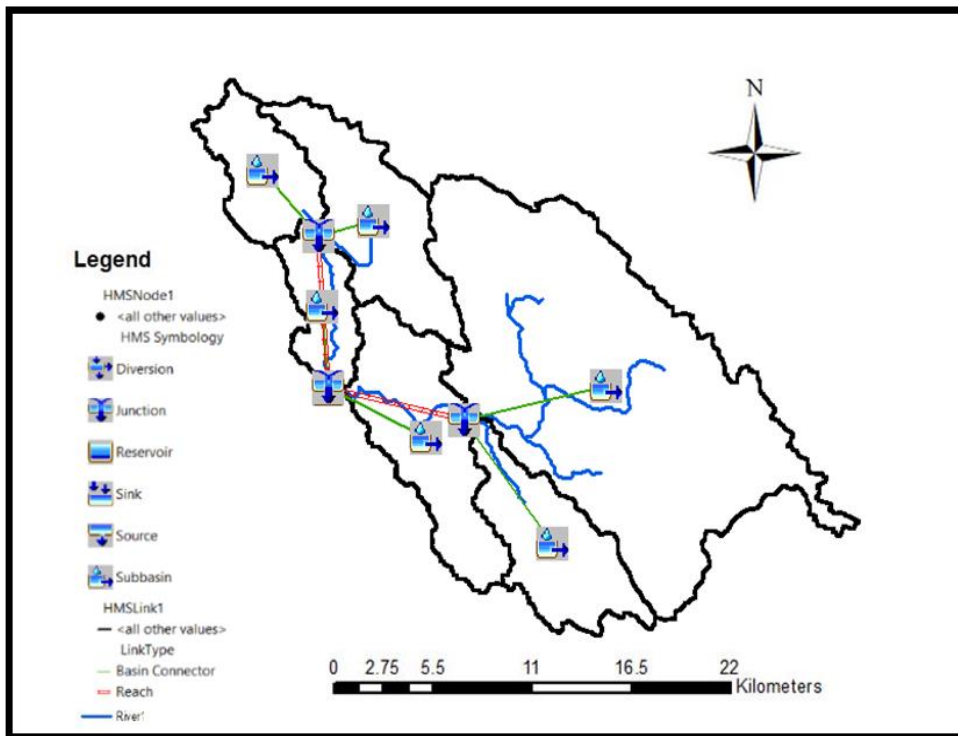 N
Legend
HMSNode1
<all other values>
HMS Symbology
Diversion
Junction
Reservoir
Sink
Source
Subbasin
HMSLink1
<all other values>
LinkType
Basin Connector
Reach
River1
0 2.75 5.5 11 16.5 22
Kilometers